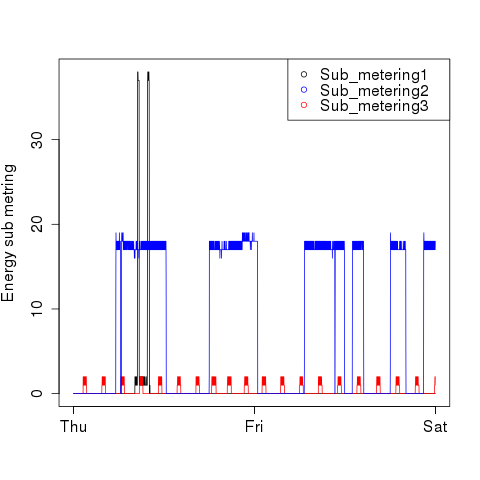 Sub_metering1
Sub_metering2
Sub_metering3
Energy sub metring
30
20
10
0
Thu
Fri
Sat